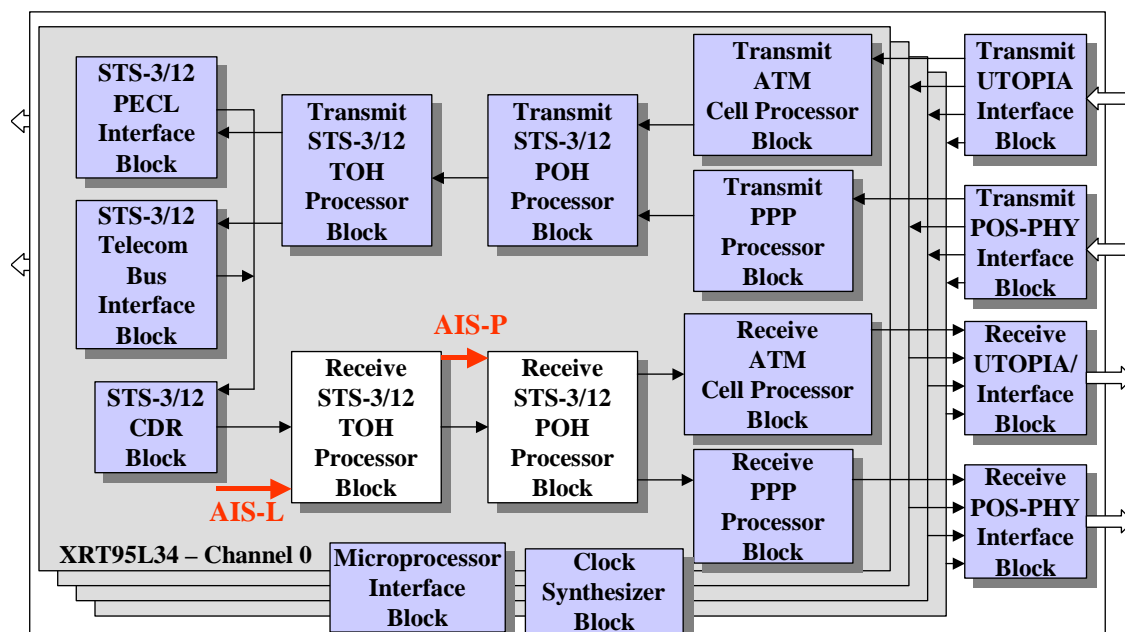 STS-3/12
PECL
Interface
Block
Transmit
STS-3/12
TOH
Processor
Block
Transmit
STS-3/12
POH
Processor
Block
Transmit
ATM
Cell Processor
Block
Transmit
UTOPIA
Interface
Block
STS-3/12
Telecom
Bus
Interface
Block
Transmit
PPP
Processor
Block
Transmit
POS-PHY
Interface
Block
AIS-P
STS-3/12
CDR
Block
Receive
STS-3/12
TOH
Processor
Block
Receive
STS-3/12
POH
Processor
Block
Receive
ATM
Cell Processor
Block
Receive
UTOPIA/
Interface
Block
AIS-L
Receive
PPP
Processor
Block
Receive
POS-PHY
Interface
Block
XRT95L34 – Channel 0
Microprocessor
Interface
Block
Clock
Synthesizer
Block